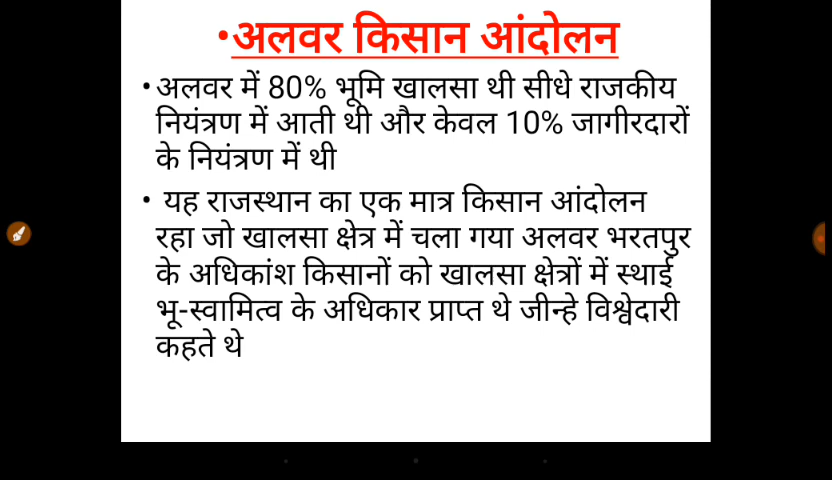 •अलवर किसान आंदोलन
•अलवर में 80% भूमि खालसा थी सीधे राजकीय
नियंत्रण में आती थी और केवल 10% जागीरदारों
के नियंत्रण में थी
• यह राजस्थान का एक मात्र किसान आंदोलन
रहा जो खालसा क्षेत्र में चला गया अलवर भरतपुर
के अधिकांश किसानों को खालसा क्षेत्रों में स्थाई
भू-स्वामित्व के अधिकार प्राप्त थे जीन्हे विश्वेदारी
कहते थे